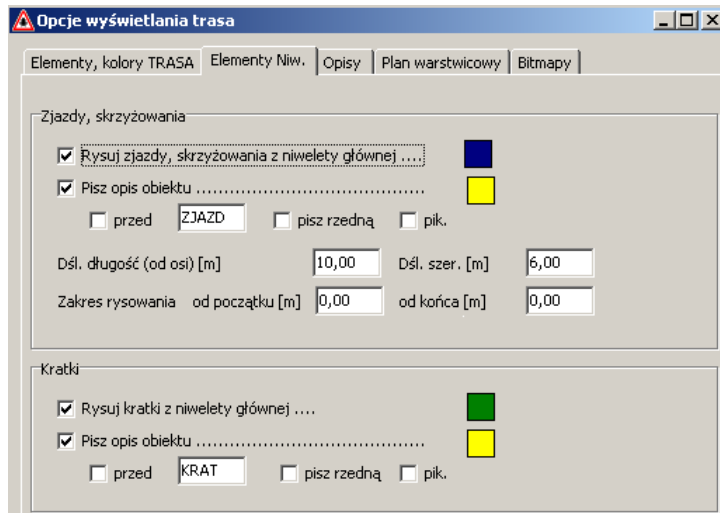 Opcje wyświetlania trasa
Elementy, kolory TRASA Elementy Niw. Opisy Plan warstwicowy Bitmapy
Zjazdy, skrzyżowania
Rysuj zjazdy, skrzyżowania z niwelety głównej ....
Pisz opis obiektu ..........................................
przed ZJAZD pisz rzedną pik.
Dśl. długość (od osi) [m] 10,00 Dśl. szer. [m] 6,00
Zakres rysowania od początku [m] 0,00 od końca [m] 0,00
Kratki
Rysuj kratki z niwelety głównej ....
Pisz opis obiektu ..........................................
przed KRAT pisz rzedną pik.